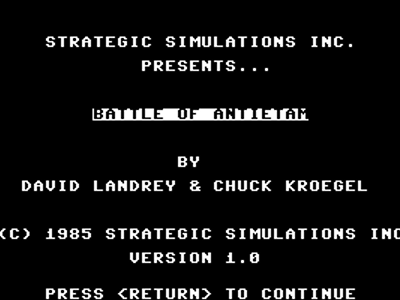 STRATEGIC SIMULATIONS INC.
PRESENTS...
BATTLE OF ANTIETAM
BY
DAVID LANDREY & CHUCK KROEGEL
(C) 1985 STRATEGIC SIMULATIONS INC
VERSION 1.0
PRESS <RETURN> TO CONTINUE